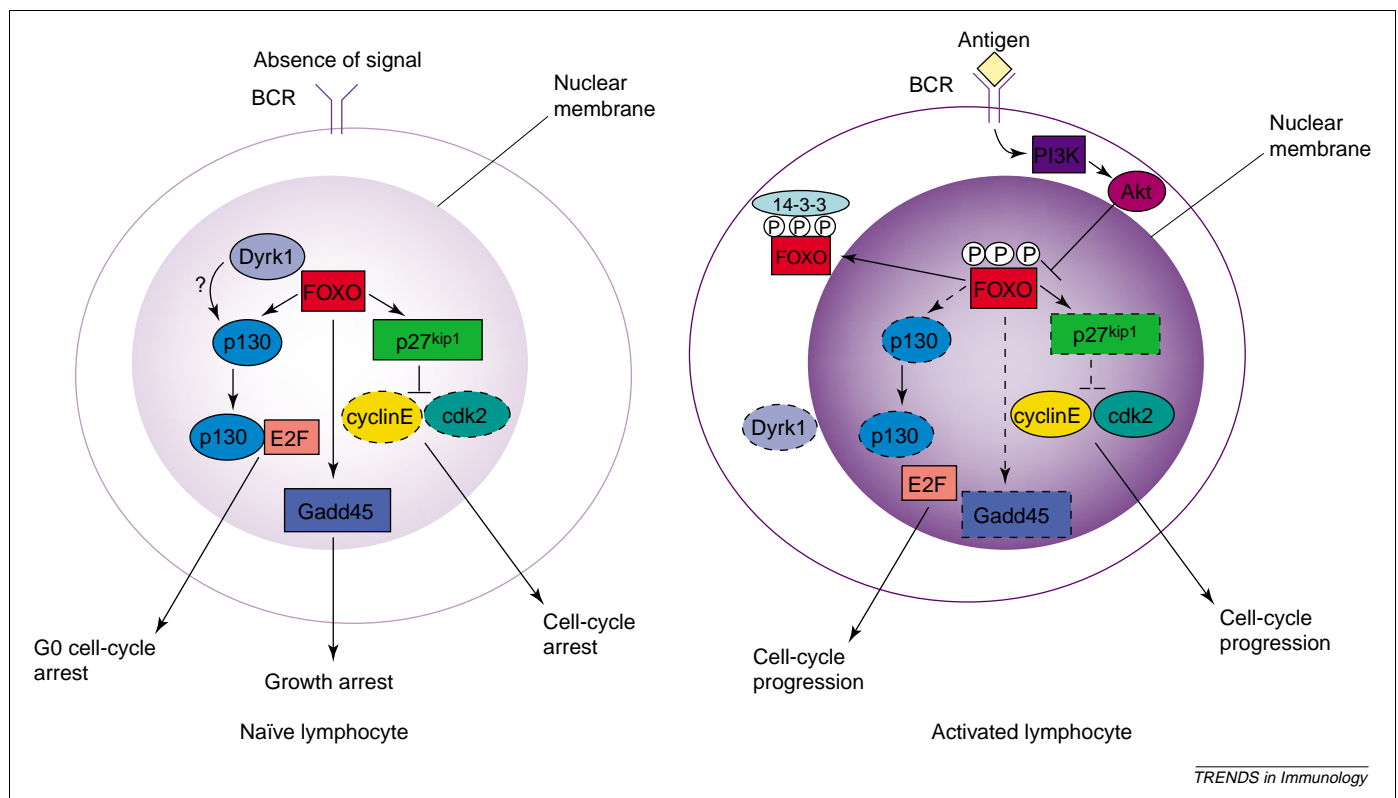 Absence of signal
BCR
Nuclear
membrane
Dyrk1
?
FOXO
p130
p27kip1
p130
E2F
cyclinE
cdk2
Gadd45
G0 cell-cycle
arrest
Growth arrest
Cell-cycle
arrest
Naïve lymphocyte
Antigen
BCR
PI3K
Akt
Nuclear
membrane
14-3-3
P P P
FOXO
P P P
FOXO
p130
p27kip1
Dyrk1
p130
cyclinE
cdk2
E2F
Gadd45
Cell-cycle
progression
Cell-cycle
progression
Activated lymphocyte
TRENDS in Immunology